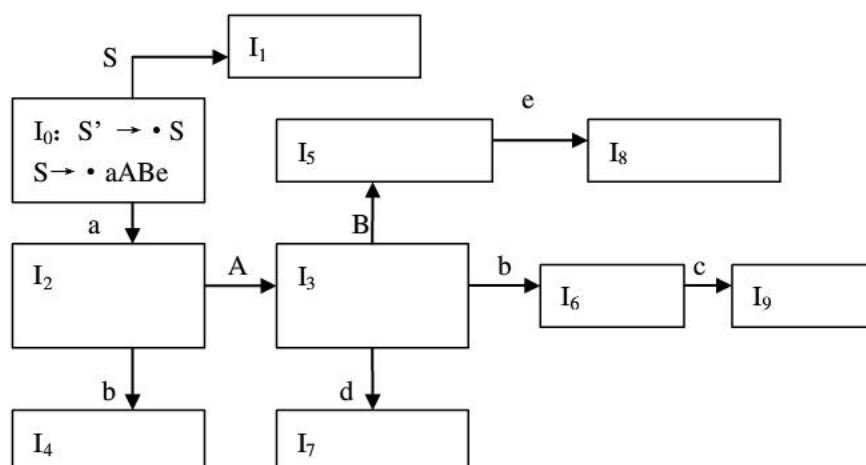 S
I₁
I₀: S’ → · S
S→ · aABe
e
I₅
I₈
a
B
I₂
A
I₃
b
I₆
c
I₉
b
d
I₄
I₇